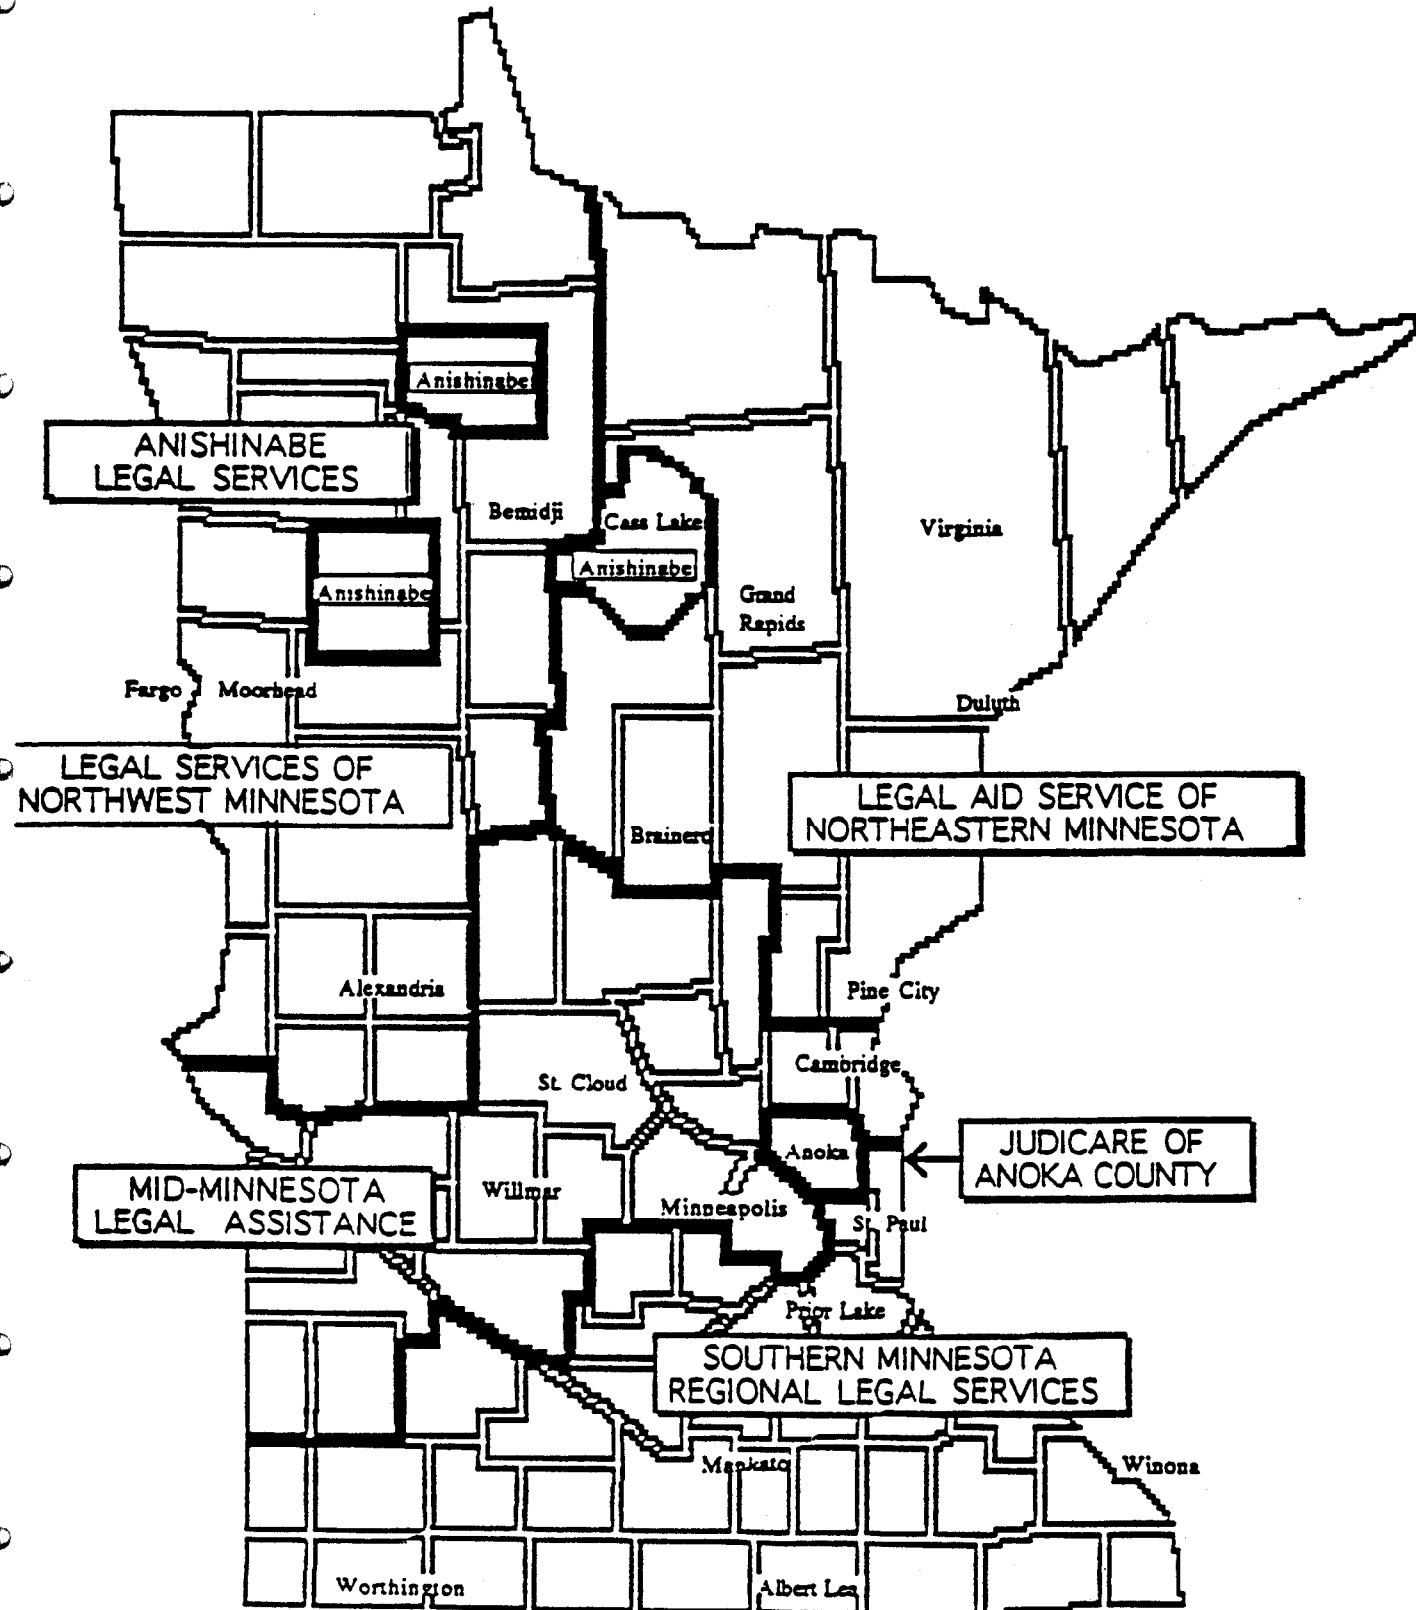 Anishinabe
ANISHINABE
LEGAL SERVICES
Bemidji
Cass Lake
Virginia
Anishinabe
Anishinabe
Grand
Rapids
Fargo
Moorhead
Duluth
LEGAL SERVICES OF
NORTHWEST MINNESOTA
LEGAL AID SERVICE OF
NORTHEASTERN MINNESOTA
Brainerd
Alexandria
Pine City
Cambridge
St. Cloud
JUDICARE OF
ANOKA COUNTY
Anoka
MID-MINNESOTA
LEGAL ASSISTANCE
Willmar
Minneapolis
St. Paul
Prior Lake
SOUTHERN MINNESOTA
REGIONAL LEGAL SERVICES
Mankato
Winona
Worthington
Albert Lea